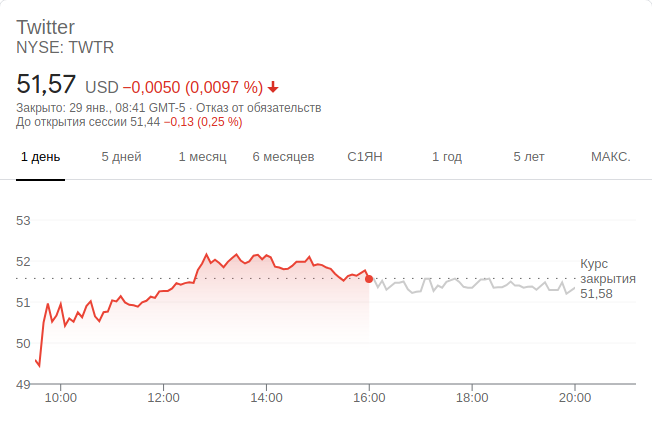 Twitter
NYSE: TWTR
51,57 USD −0,0050 (0,0097 %)
Закрыто: 29 янв., 08:41 GMT-5 · Отказ от обязательств
До открытия сессии 51,44 −0,13 (0,25 %)
1 день 5 дней 1 месяц 6 месяцев С1ЯН 1 год 5 лет МАКС.
53
52
51
50
49
Курс
закрытия
51,58
10:00 12:00 14:00 16:00 18:00 20:00